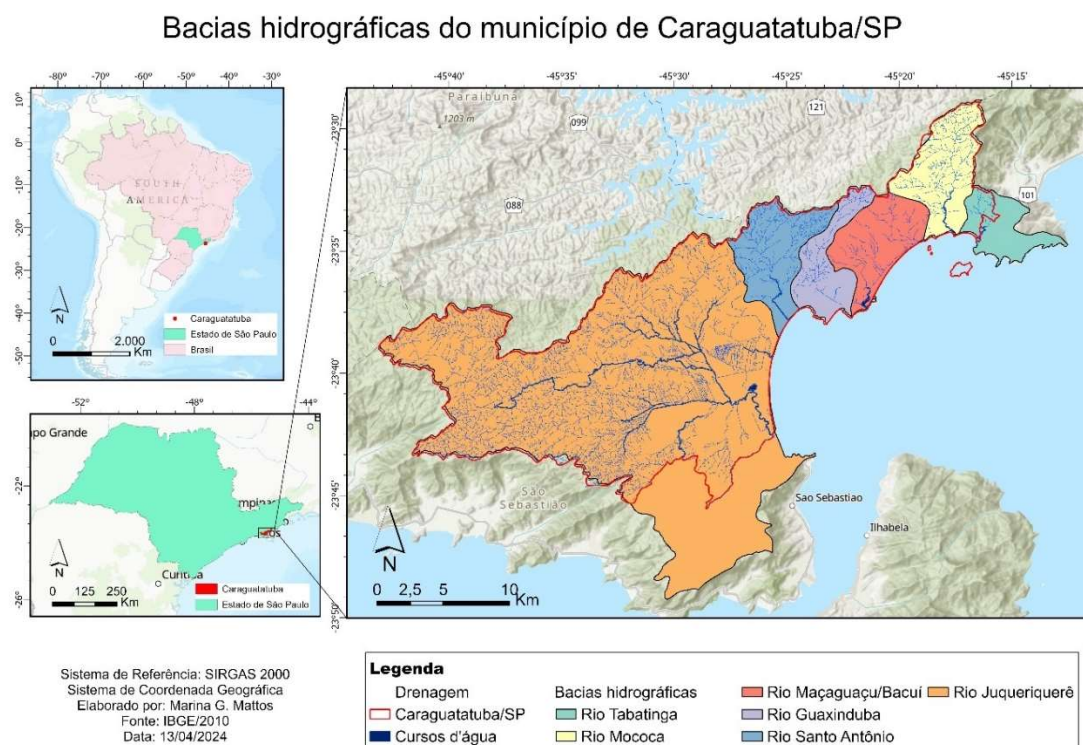 Bacias hidrográficas do município de Caraguatatuba/SP
-80° -70° -60° -50° -40° -30°
10°
0°
-10°
-20°
-30°
-40°
-50°
SOUTH
AMERICA
N
0 2.000
Km
Caraguatatuba
Estado de São Paulo
Brasil
-52 -48 -44
-22
-26
apo Grande
B
mpinas
os
Curitiba
N
0 125 250
Km
Caraguatatuba
Estado de São Paulo
-45°40' -45°35' -45°30' -45°25' -45°20' -45°15'
-23°30'
-23°35'
-23°40'
-23°45'
-23°50'
Paraibuna
1203 m
099
121
088
101
São
Sebastião
Sao Sebastiao
Ilhabela
N
0 2,5 5 10
Km
Sistema de Referência: SIRGAS 2000
Sistema de Coordenada Geográfica
Elaborado por: Marina G. Mattos
Fonte: IBGE/2010
Data: 13/04/2024
Legenda
Drenagem
Caraguatatuba/SP
Cursos d'água
Bacias hidrográficas
Rio Tabatinga
Rio Mococa
Rio Maçaguaçu/Bacuí
Rio Guaxinduba
Rio Santo Antônio
Rio Juqueriquerê